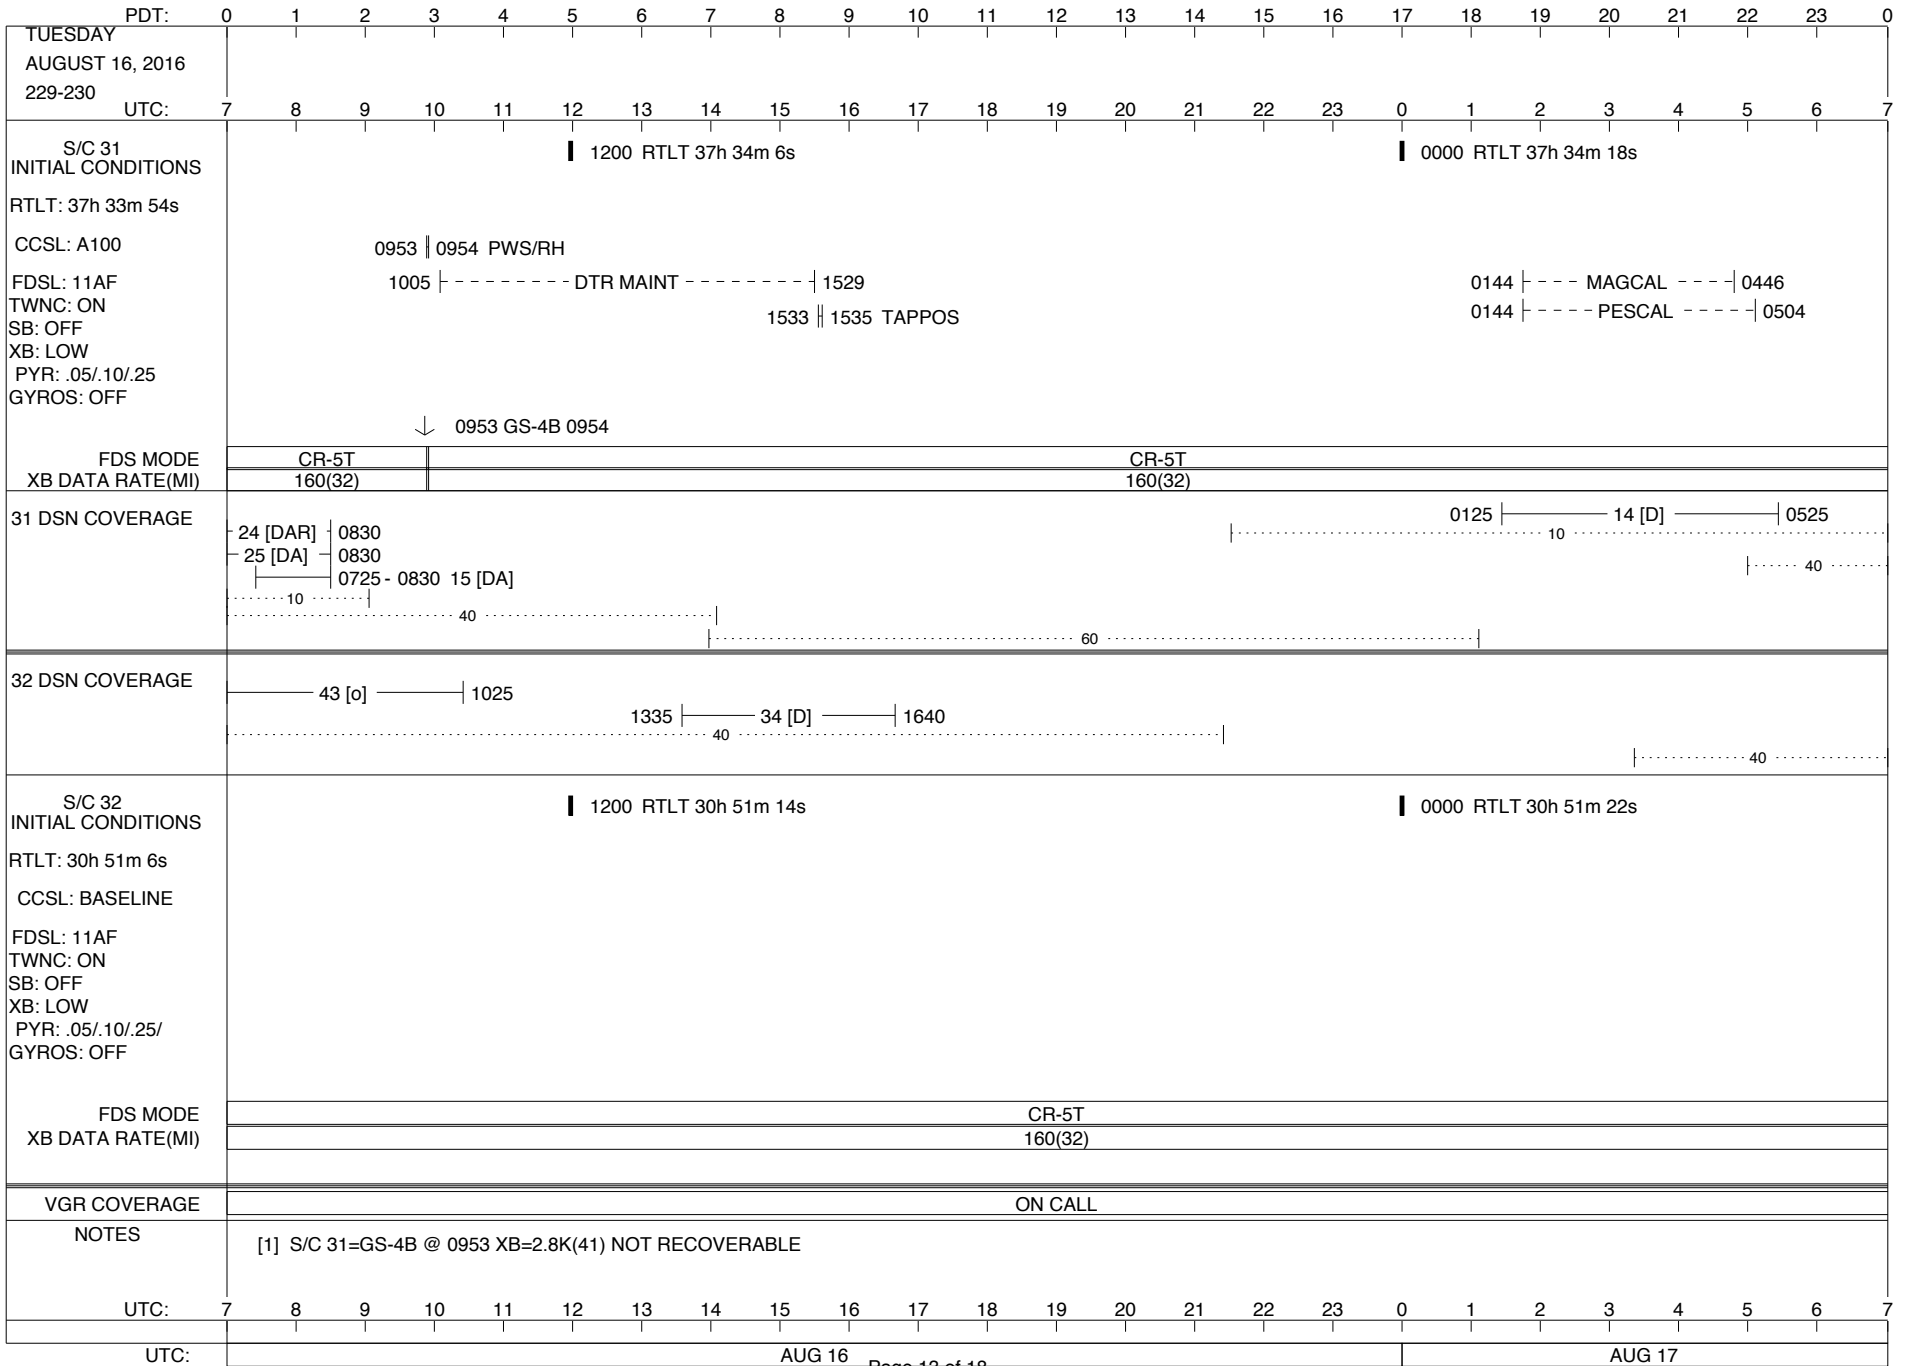 PDT: 0 1 2 3 4 5 6 7 8 9 10 11 12 13 14 15 16 17 18 19 20 21 22 23 0
TUESDAY
AUGUST 16, 2016
229-230
UTC: 7 8 9 10 11 12 13 14 15 16 17 18 19 20 21 22 23 0 1 2 3 4 5 6 7
S/C 31
INITIAL CONDITIONS
1200 RTLT 37h 34m 6s
0000 RTLT 37h 34m 18s
RTLT: 37h 33m 54s
CCSL: A100
0953 0954 PWS/RH
FDSL: 11AF
1005 DTR MAINT 1529
0144 MAGCAL 0446
TWNC: ON
1533 1535 TAPPOS
0144 PESCAL 0504
SB: OFF
XB: LOW
PYR: .05/.10/.25
GYROS: OFF
0953 GS-4B 0954
FDS MODE CR-5T CR-5T
XB DATA RATE(MI) 160(32) 160(32)
31 DSN COVERAGE
0125 14 [D] 0525
24 [DAR] 0830
10
25 [DA] 0830
40
0725 - 0830 15 [DA]
10
40
60
32 DSN COVERAGE
43 [o] 1025
1335 34 [D] 1640
40
40
S/C 32
INITIAL CONDITIONS
1200 RTLT 30h 51m 14s
0000 RTLT 30h 51m 22s
RTLT: 30h 51m 6s
CCSL: BASELINE
FDSL: 11AF
TWNC: ON
SB: OFF
XB: LOW
PYR: .05/.10/.25/
GYROS: OFF
FDS MODE CR-5T
XB DATA RATE(MI) 160(32)
VGR COVERAGE ON CALL
NOTES
[1] S/C 31=GS-4B @ 0953 XB=2.8K(41) NOT RECOVERABLE
UTC: 7 8 9 10 11 12 13 14 15 16 17 18 19 20 21 22 23 0 1 2 3 4 5 6 7
UTC: AUG 16 AUG 17
Page 12 of 18